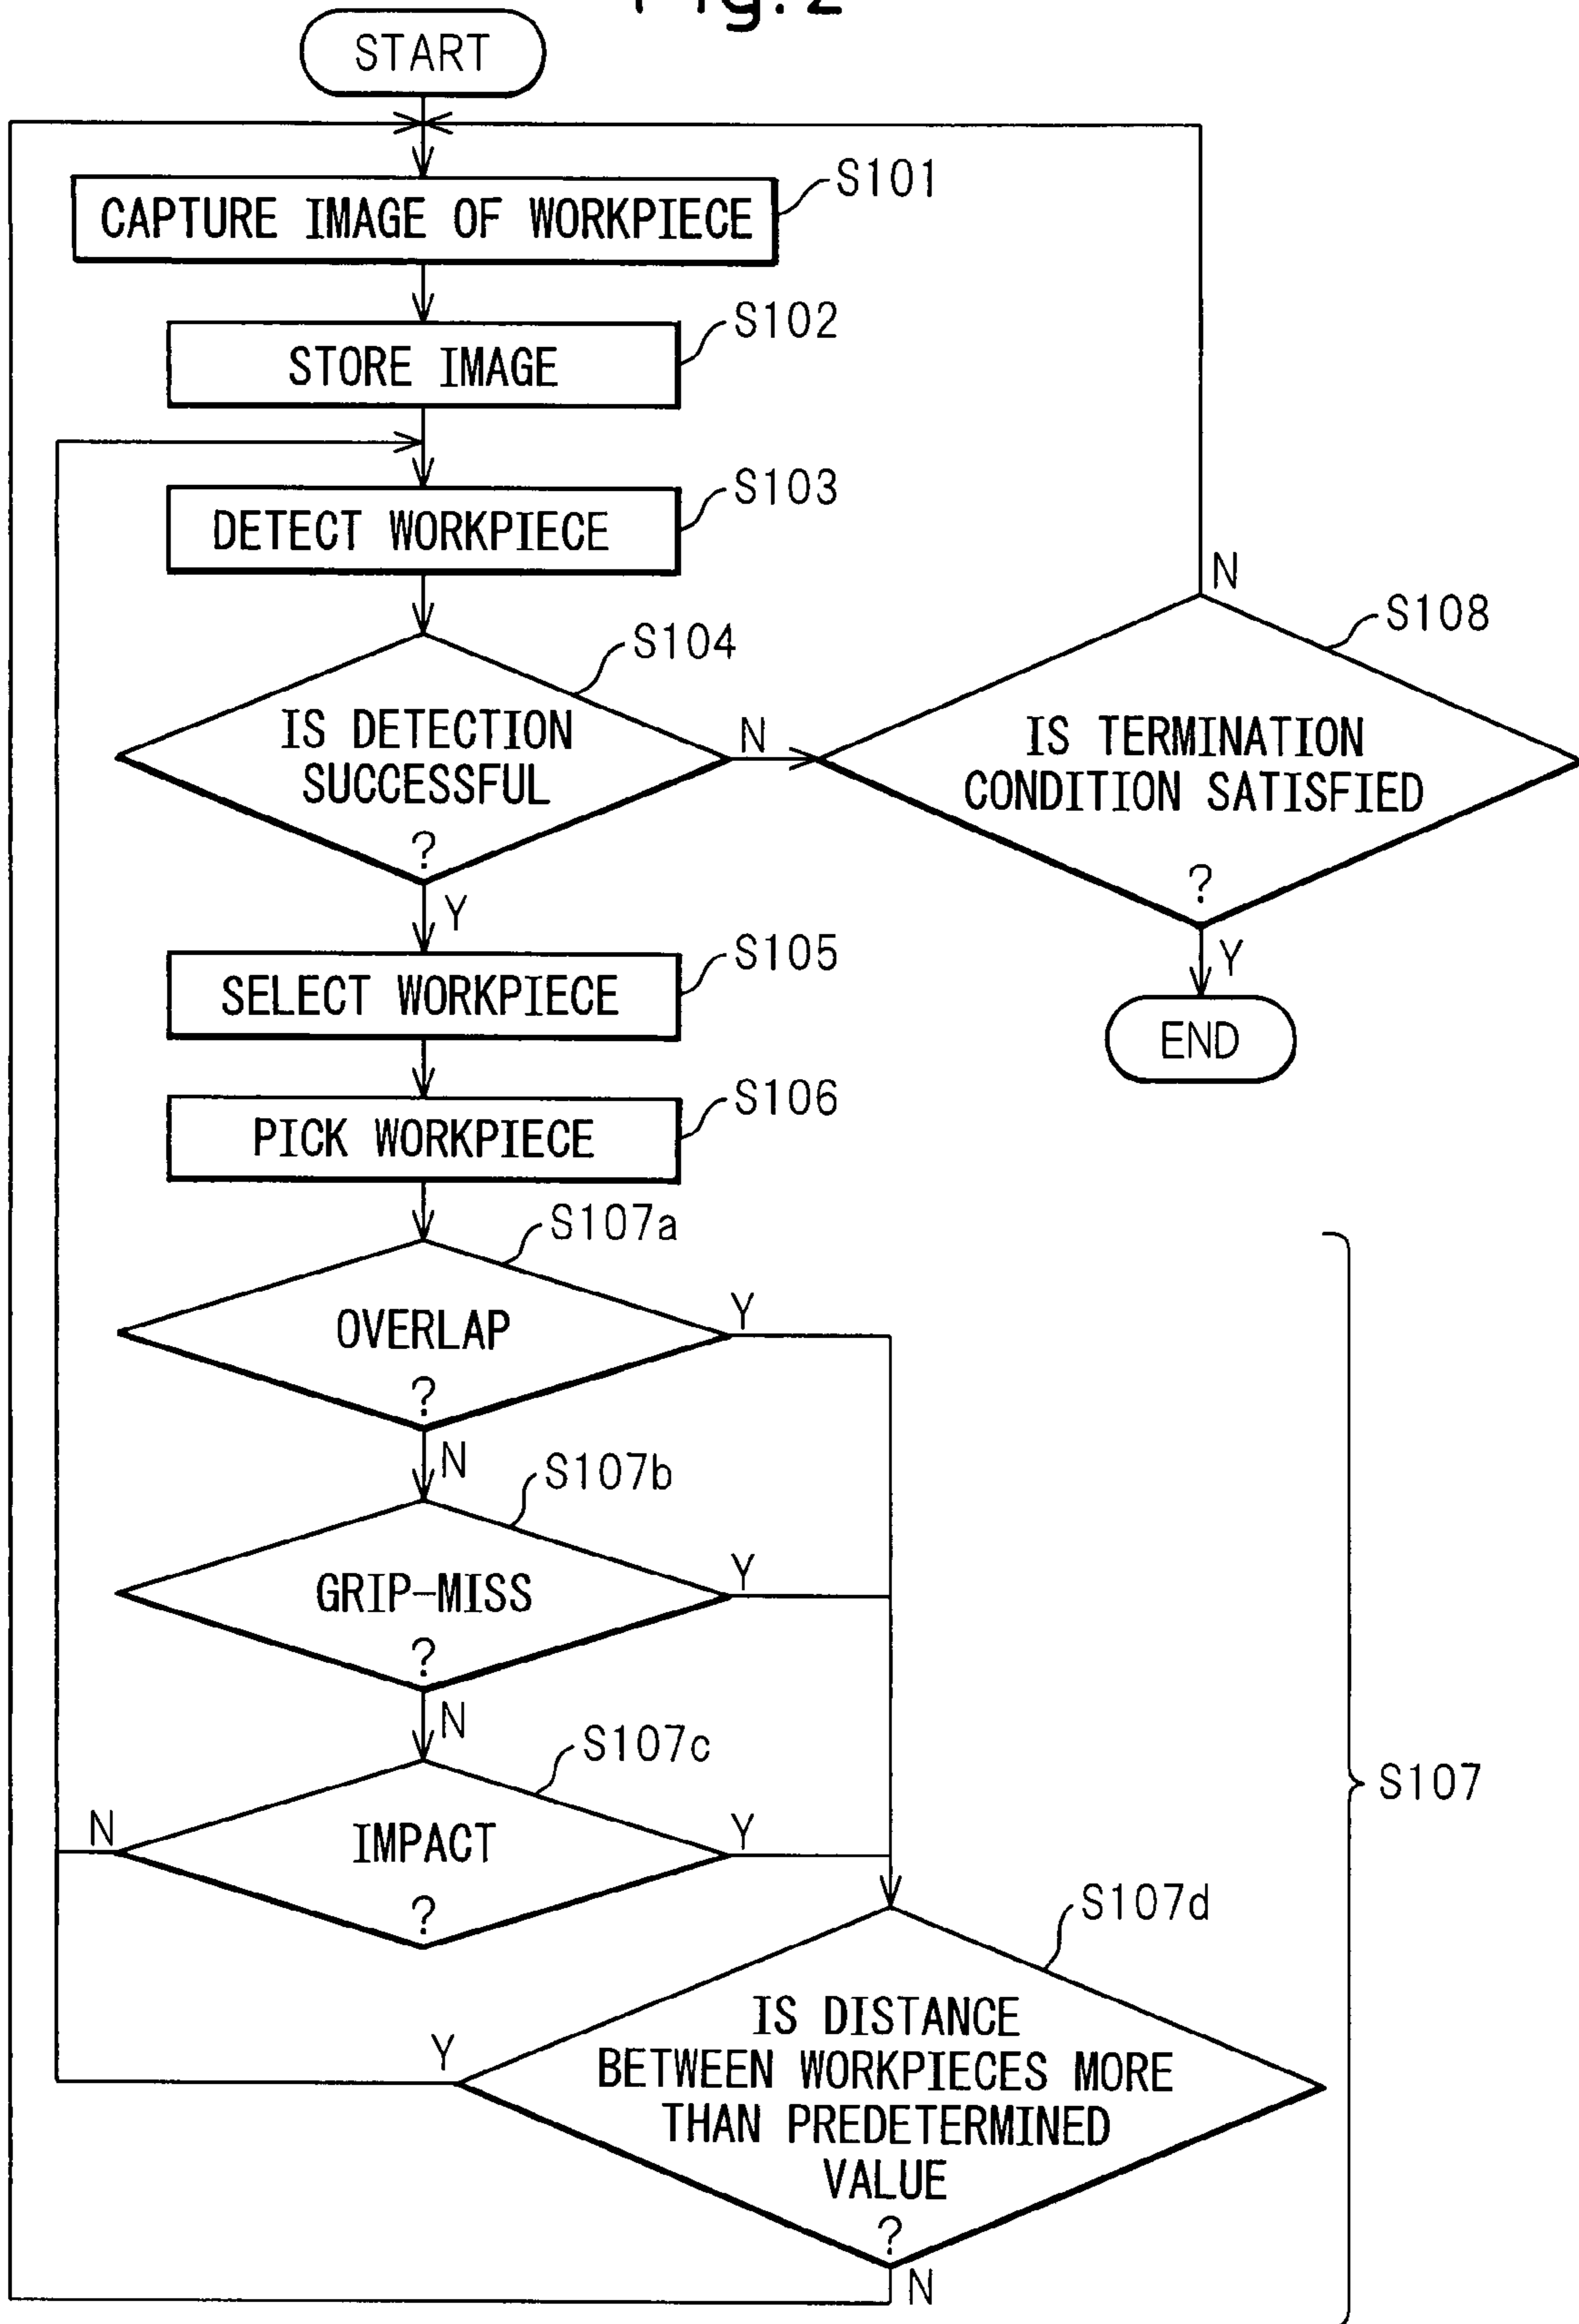 Fig. 2
START
S101
CAPTURE IMAGE OF WORKPIECE
S102
STORE IMAGE
S103
DETECT WORKPIECE
S104
IS DETECTION
SUCCESSFUL
?
N
Y
S108
N
IS TERMINATION
CONDITION SATISFIED
?
Y
END
S105
SELECT WORKPIECE
S106
PICK WORKPIECE
S107a
OVERLAP
?
Y
N
S107b
GRIP-MISS
?
Y
N
S107c
IMPACT
?
N
Y
S107d
IS DISTANCE
BETWEEN WORKPIECES MORE
THAN PREDETERMINED
VALUE
?
Y
N
S107